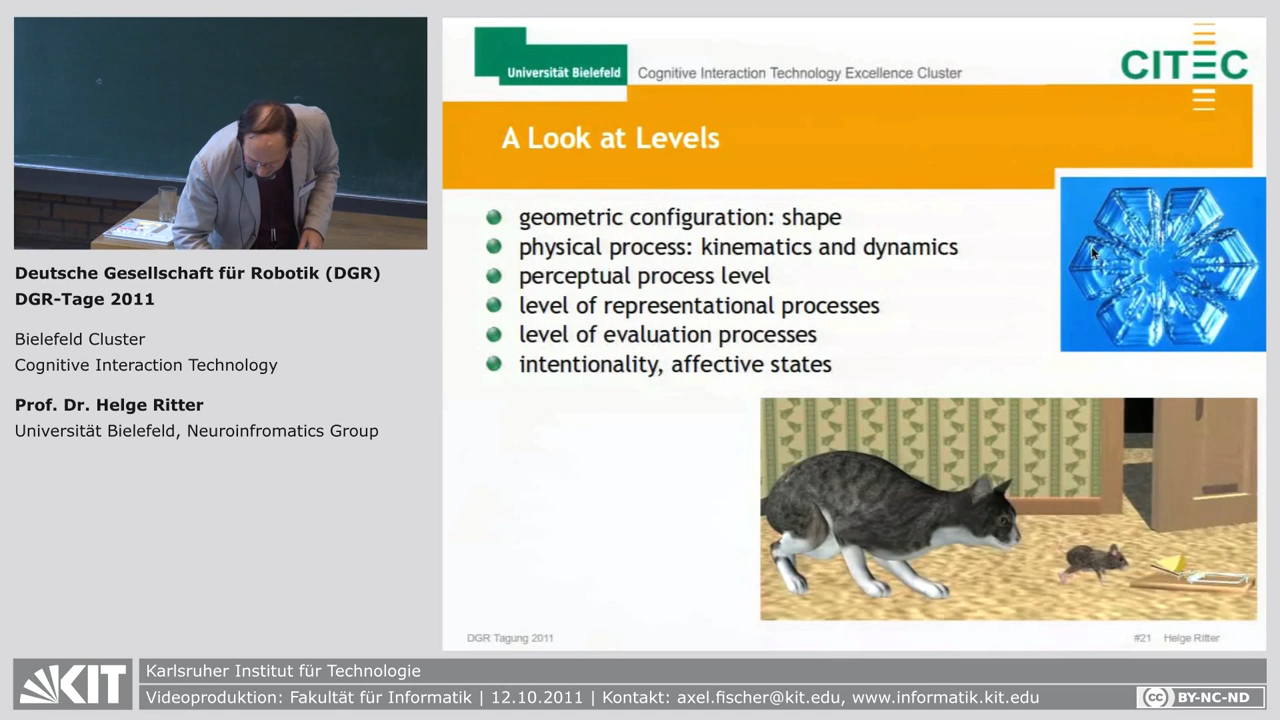 Universität Bielefeld
Cognitive Interaction Technology Excellence Cluster
CITEC
A Look at Levels
geometric configuration: shape
physical process: kinematics and dynamics
perceptual process level
level of representational processes
level of evaluation processes
intentionality, affective states
DGR Tagung 2011
#21 Helge Ritter
Deutsche Gesellschaft für Robotik (DGR)
DGR-Tage 2011
Bielefeld Cluster
Cognitive Interaction Technology
Prof. Dr. Helge Ritter
Universität Bielefeld, Neuroinfromatics Group
KIT
Karlsruher Institut für Technologie
Videoproduktion: Fakultät für Informatik | 12.10.2011 | Kontakt: axel.fischer@kit.edu, www.informatik.kit.edu
cc BY-NC-ND